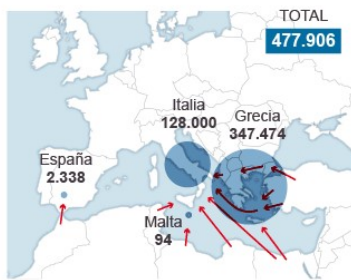 TOTAL
477.906
Italia
128.000
Grecia
347.474
España
2.338
Malta
94